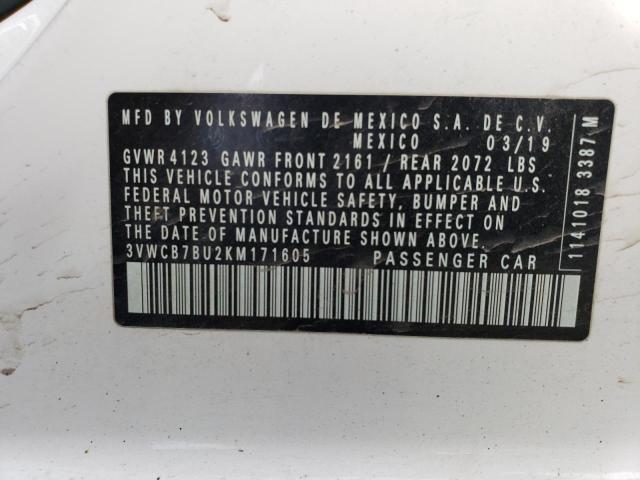 MFD BY VOLKSWAGEN DE MEXICO S.A. DE C.V.
MEXICO 03/19
GVWR 4123 GAWR FRONT 2161 / REAR 2072 LBS
THIS VEHICLE CONFORMS TO ALL APPLICABLE U.S.
FEDERAL MOTOR VEHICLE SAFETY, BUMPER AND
THEFT PREVENTION STANDARDS IN EFFECT ON
THE DATE OF MANUFACTURE SHOWN ABOVE.
3VWCB7BU2KM171605 PASSENGER CAR
1141018 3387 M